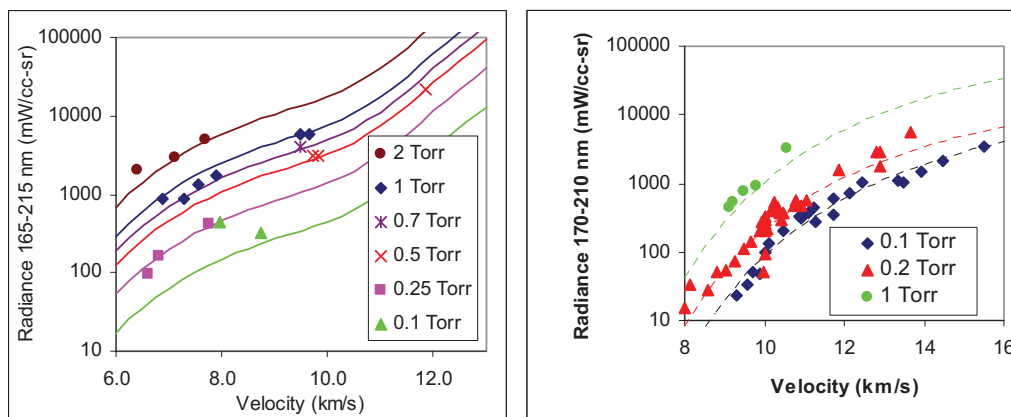 Radiance 165-215 nm (mW/cc-sr)
100000
10000
1000
100
10
6.0 8.0 10.0 12.0
Velocity (km/s)
2 Torr
1 Torr
0.7 Torr
0.5 Torr
0.25 Torr
0.1 Torr
Radiance 170-210 nm (mW/cc-sr)
100000
10000
1000
100
10
8 10 12 14 16
Velocity (km/s)
0.1 Torr
0.2 Torr
1 Torr